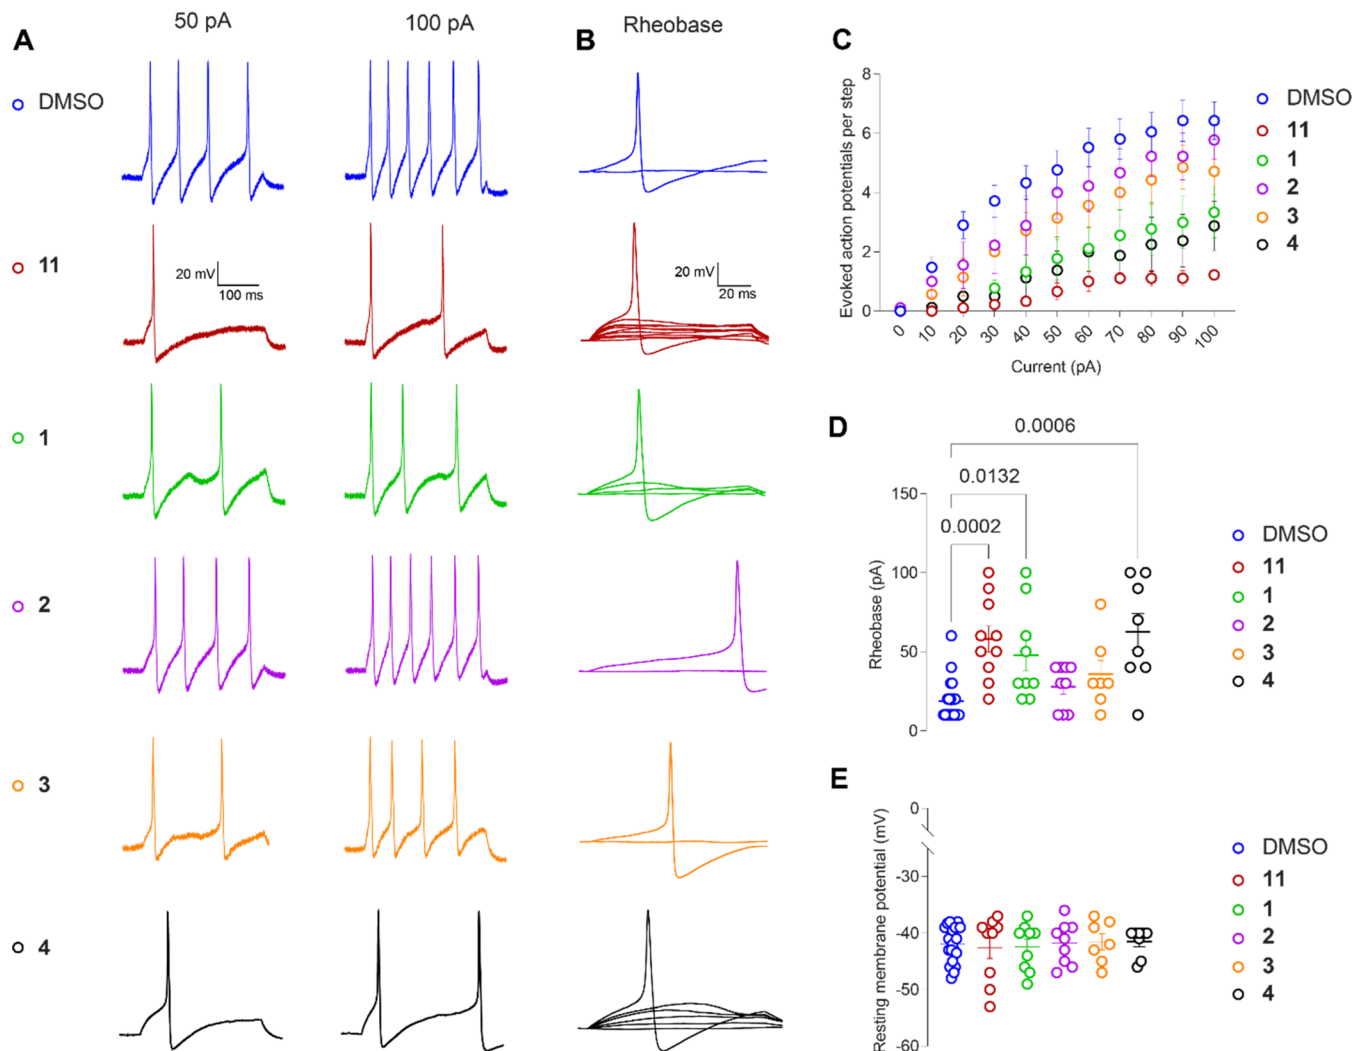 A
50 pA
100 pA
DMSO
11
20 mV
100 ms
1
2
3
4
B
Rheobase
20 mV
20 ms
C
Evoked action potentials per step
8
6
4
2
0
0
10
20
30
40
50
60
70
80
90
100
Current (pA)
DMSO
11
1
2
3
4
D
0.0006
0.0132
0.0002
Rheobase (pA)
150
100
50
0
DMSO
11
1
2
3
4
E
Resting membrane potential (mV)
0
-30
-40
-50
-60
DMSO
11
1
2
3
4